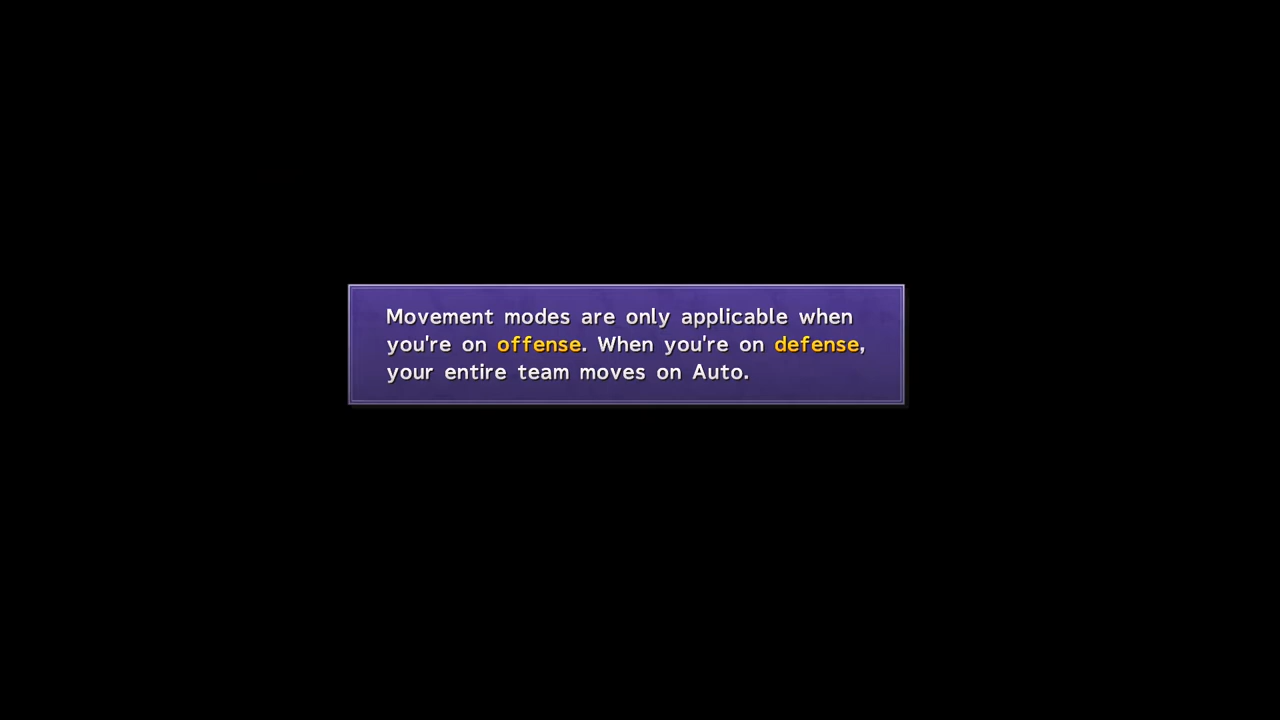 Movement modes are only applicable when
you're on offense. When you're on defense,
your entire team moves on Auto.